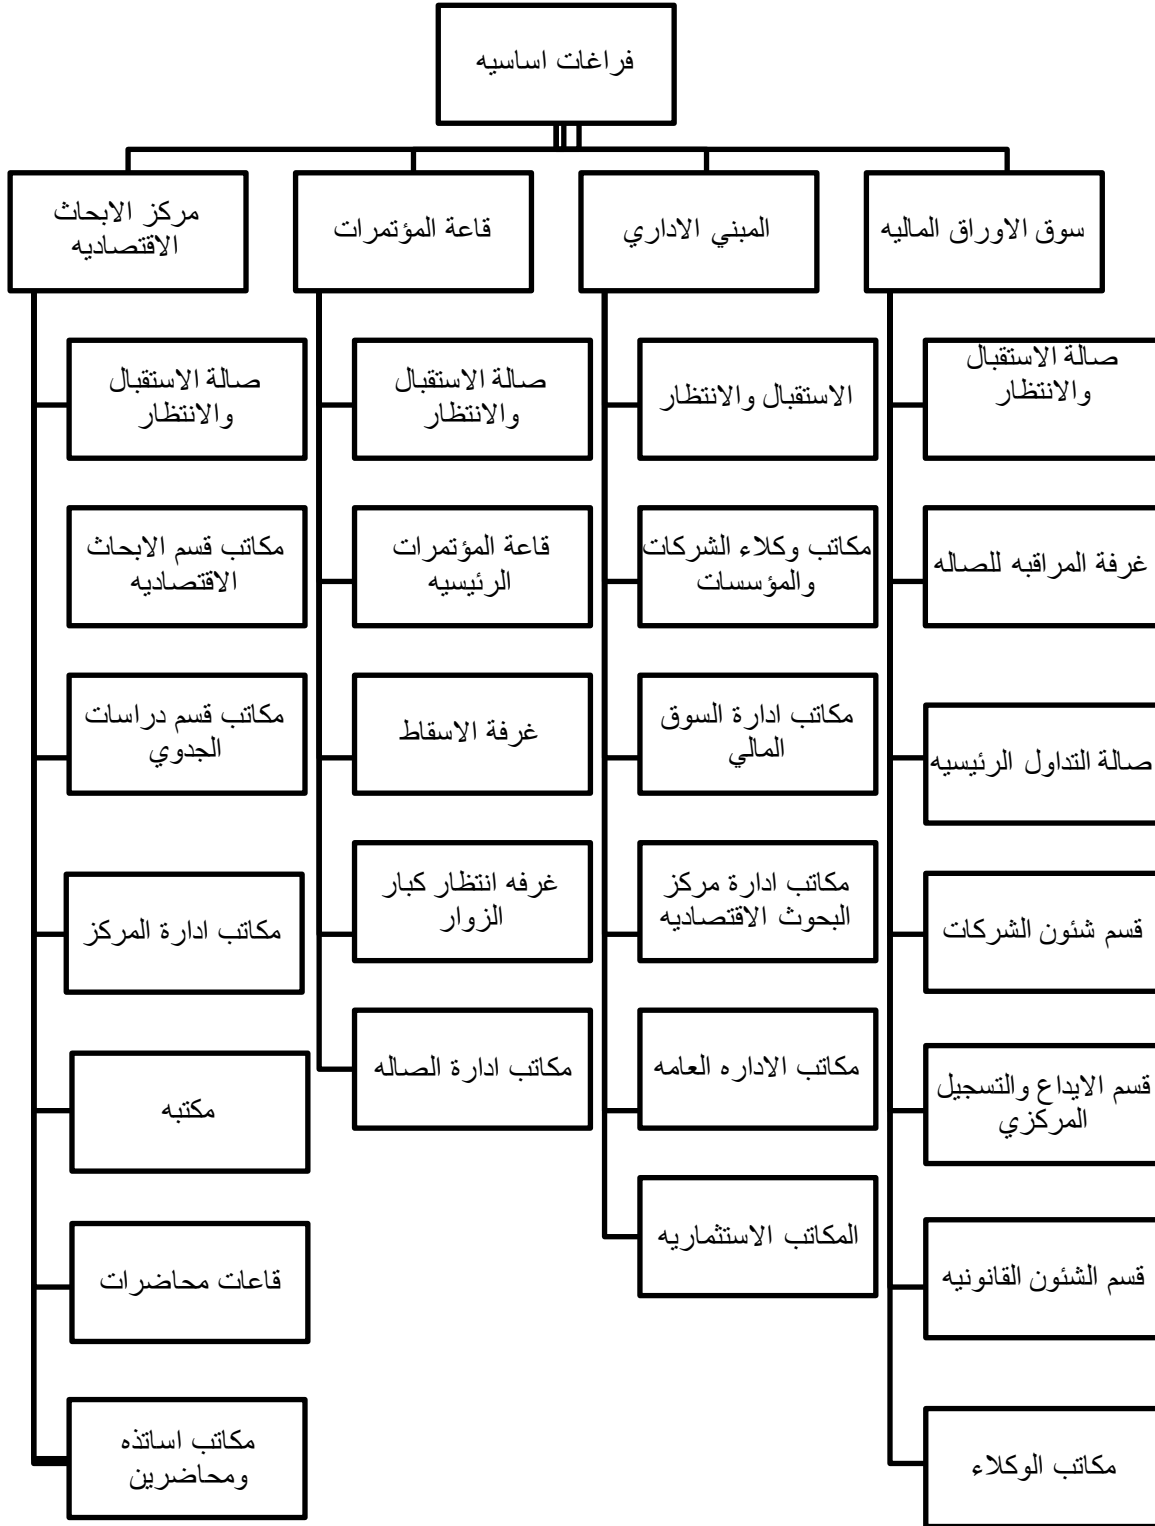 فراغات اساسيه
سوق الاوراق الماليه
صالة الاستقبال
والانتظار
غرفة المراقبه للصاله
صالة التداول الرئيسيه
قسم شئون الشركات
قسم الايداع والتسجيل
المركزي
قسم الشئون القانونيه
مكاتب الوكلاء
المبني الاداري
الاستقبال والانتظار
مكاتب وكلاء الشركات
والمؤسسات
مكاتب ادارة السوق
المالي
مكاتب ادارة مركز
البحوث الاقتصاديه
مكاتب الاداره العامه
المكاتب الاستثماريه
قاعة المؤتمرات
صالة الاستقبال
والانتظار
قاعة المؤتمرات
الرئيسيه
غرفة الاسقاط
غرفه انتظار كبار
الزوار
مكاتب ادارة الصاله
مركز الابحاث
الاقتصاديه
صالة الاستقبال
والانتظار
مكاتب قسم الابحاث
الاقتصاديه
مكاتب قسم دراسات
الجدوي
مكاتب ادارة المركز
مكتبه
قاعات محاضرات
مكاتب اساتذه
ومحاضرين